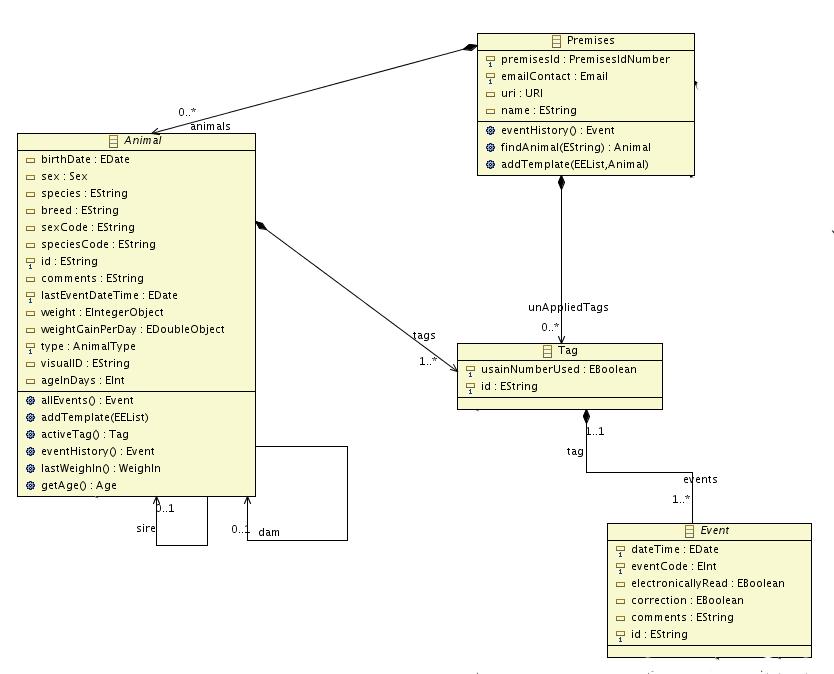 Premises
premisesId : PremisesIdNumber
emailContact : Email
uri : URI
name : EString
eventHistory() : Event
findAnimal(EString) : Animal
addTemplate(EEList,Animal)
0..*
animals
Animal
birthDate : EDate
sex : Sex
species : EString
breed : EString
sexCode : EString
speciesCode : EString
id : EString
comments : EString
lastEventDateTime : EDate
weight : EIntegerObject
weightGainPerDay : EDoubleObject
type : AnimalType
visualID : EString
ageInDays : EInt
allEvents() : Event
addTemplate(EEList)
activeTag() : Tag
eventHistory() : Event
lastWeighIn() : WeighIn
getAge() : Age
0..1
sire
0..1
dam
tags
1..*
unAppliedTags
0..*
Tag
usainNumberUsed : EBoolean
id : EString
1..1
tag
events
1..*
Event
dateTime : EDate
eventCode : EInt
electronicallyRead : EBoolean
correction : EBoolean
comments : EString
id : EString